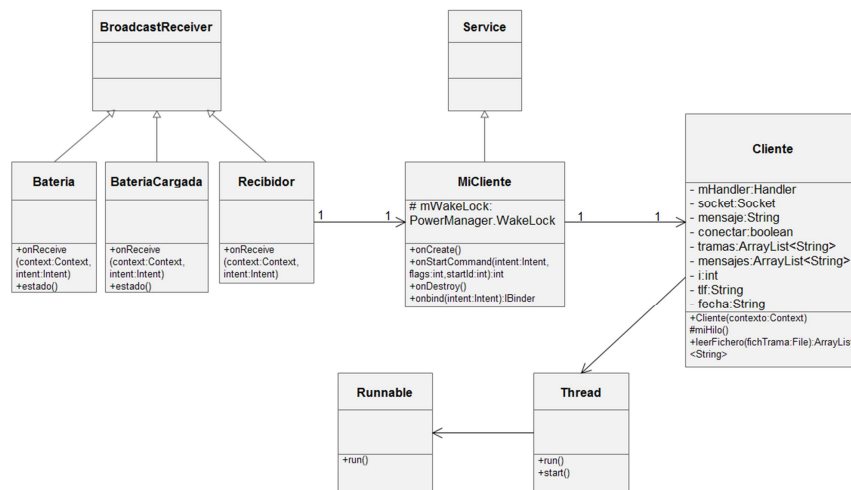 BroadcastReceiver
Service
Bateria
+onReceive
(context:Context,
intent:Intent)
+estado()
BateriaCargada
+onReceive
(context:Context,
intent:Intent)
+estado()
Recibidor
+onReceive
(context:Context,
intent:Intent)
1
1
MiCliente
# mWakeLock:
PowerManager.WakeLock
+onCreate()
+onStartCommand(intent:Intent,
flags:int,startId:int):int
+onDestroy()
+onbind(intent:Intent):IBinder
1
1
Cliente
- mHandler:Handler
- socket:Socket
- mensaje:String
- conectar:boolean
- tramas:ArrayList<String>
- mensajes:ArrayList<String>
- i:int
- tlf:String
- fecha:String
+Cliente(contexto:Context)
#miHilo()
+leerFichero(fichTrama:File):ArrayList
<String>
Runnable
+run()
Thread
+run()
+start()